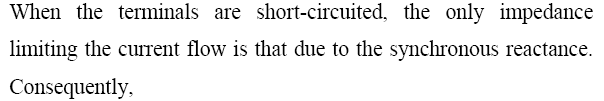 When the terminals are short-circuited, the only impedance
limiting the current flow is that due to the synchronous reactance.
Consequently,